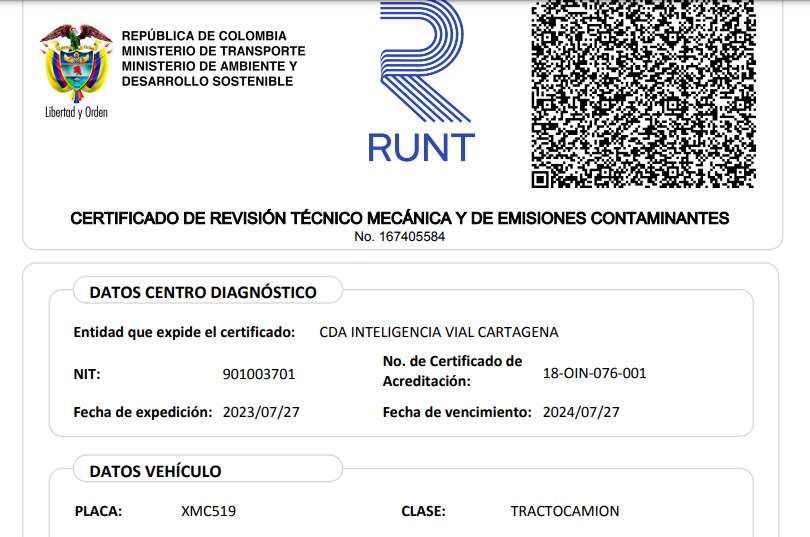 REPÚBLICA DE COLOMBIA
MINISTERIO DE TRANSPORTE
MINISTERIO DE AMBIENTE Y
DESARROLLO SOSTENIBLE
Libertad y Orden
RUNT
CERTIFICADO DE REVISIÓN TÉCNICO MECÁNICA Y DE EMISIONES CONTAMINANTES
No. 167405584
DATOS CENTRO DIAGNÓSTICO
Entidad que expide el certificado: CDA INTELIGENCIA VIAL CARTAGENA
NIT: 901003701 No. de Certificado de Acreditación: 18-OIN-076-001
Fecha de expedición: 2023/07/27 Fecha de vencimiento: 2024/07/27
DATOS VEHÍCULO
PLACA: XMC519 CLASE: TRACTOCAMION